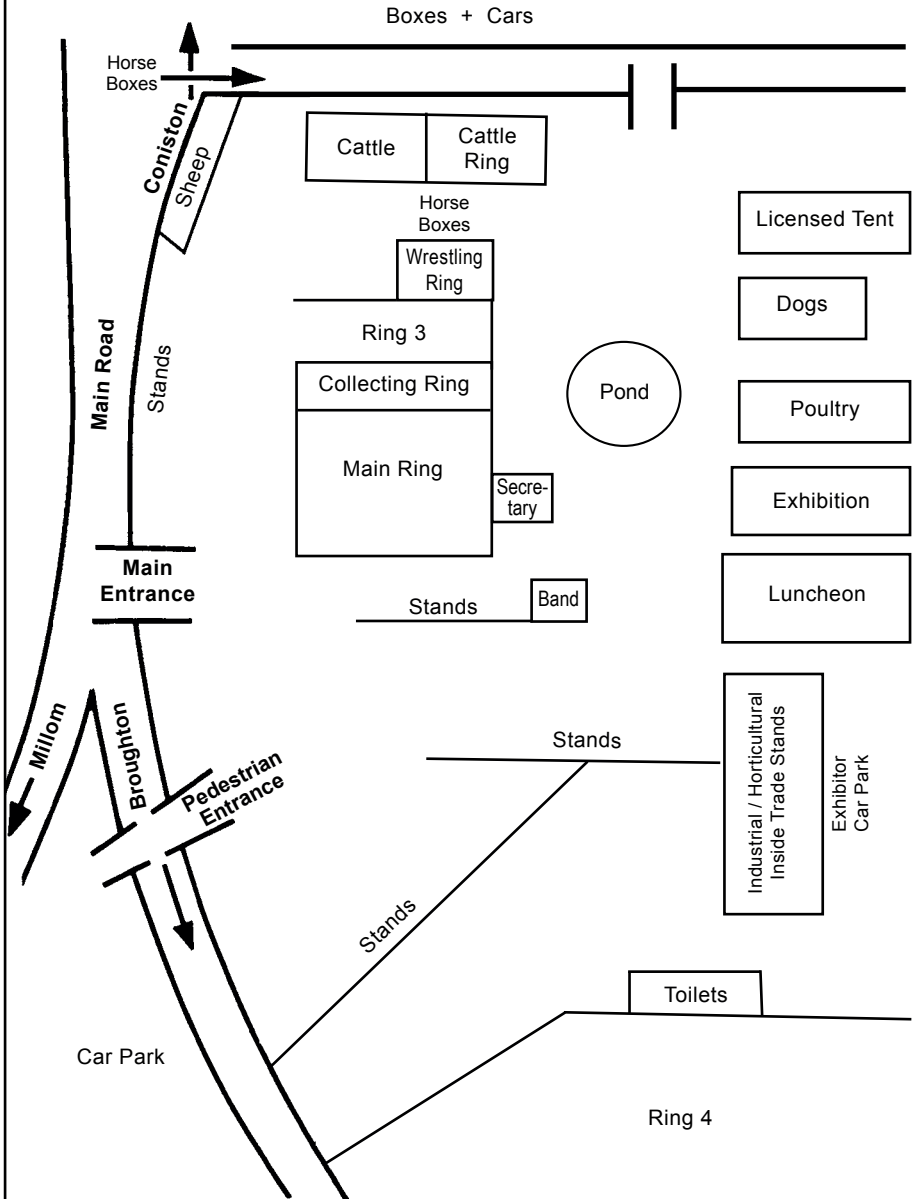 Boxes + Cars
Horse
Boxes
Coniston
Sheep
Cattle
Cattle
Ring
Horse
Boxes
Licensed Tent
Wrestling
Ring
Dogs
Ring 3
Main Road
Stands
Collecting Ring
Pond
Poultry
Main Ring
Secre-
tary
Exhibition
Main
Entrance
Stands
Band
Luncheon
Millom
Broughton
Pedestrian
Entrance
Stands
Industrial / Horticultural
Inside Trade Stands
Exhibitor
Car Park
Stands
Toilets
Car Park
Ring 4